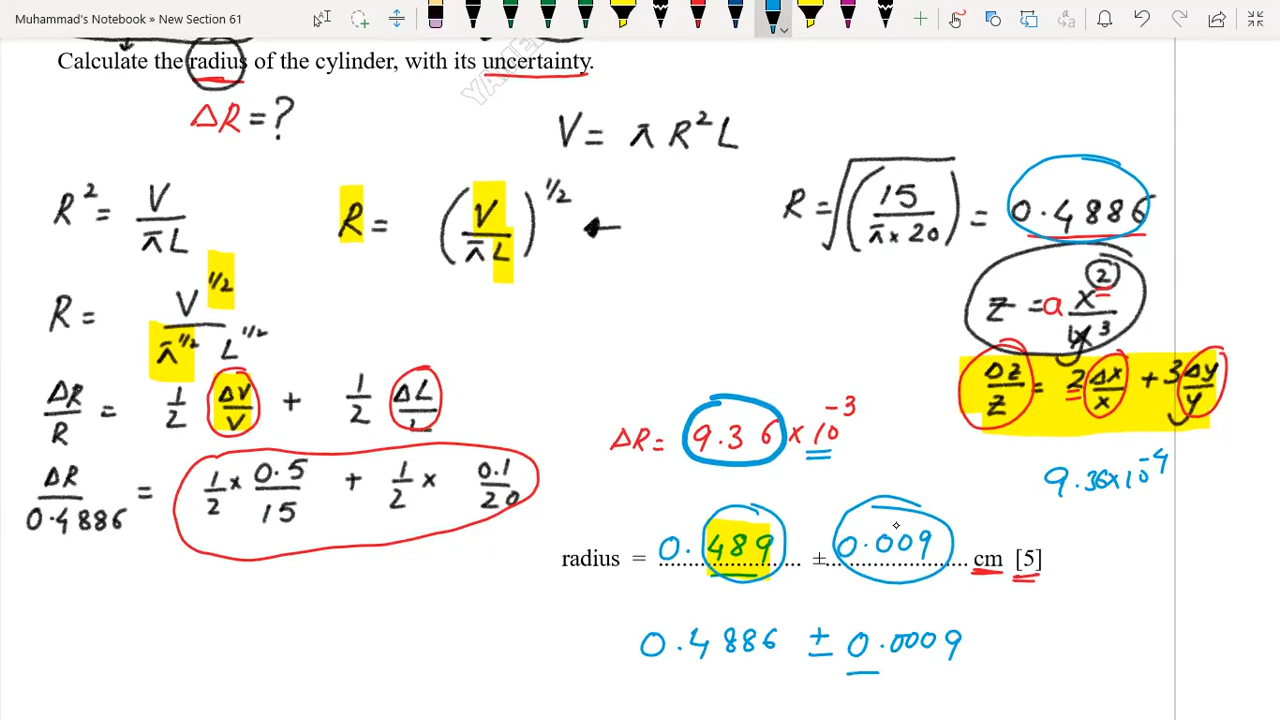 Muhammad's Notebook » New Section 61
Calculate the radius of the cylinder, with its uncertainty.
ΔR = ?
V = π R² L
R² = V / πL
R = (V / πL)^1/2 ←
R = √(15 / π × 20) = 0.4886
z = a x² / y³
R = V^1/2 / π^1/2 L^1/2
Δz/z = 2 Δx/x + 3 Δy/y
ΔR/R = 1/2 ΔV/V + 1/2 ΔL/L
ΔR = 9.36 × 10⁻³
9.36×10⁻⁴
ΔR/0.4886 = 1/2 × 0.5/15 + 1/2 × 0.1/20
radius = 0.489 ± 0.009 cm [5]
0.4886 ± 0.0009